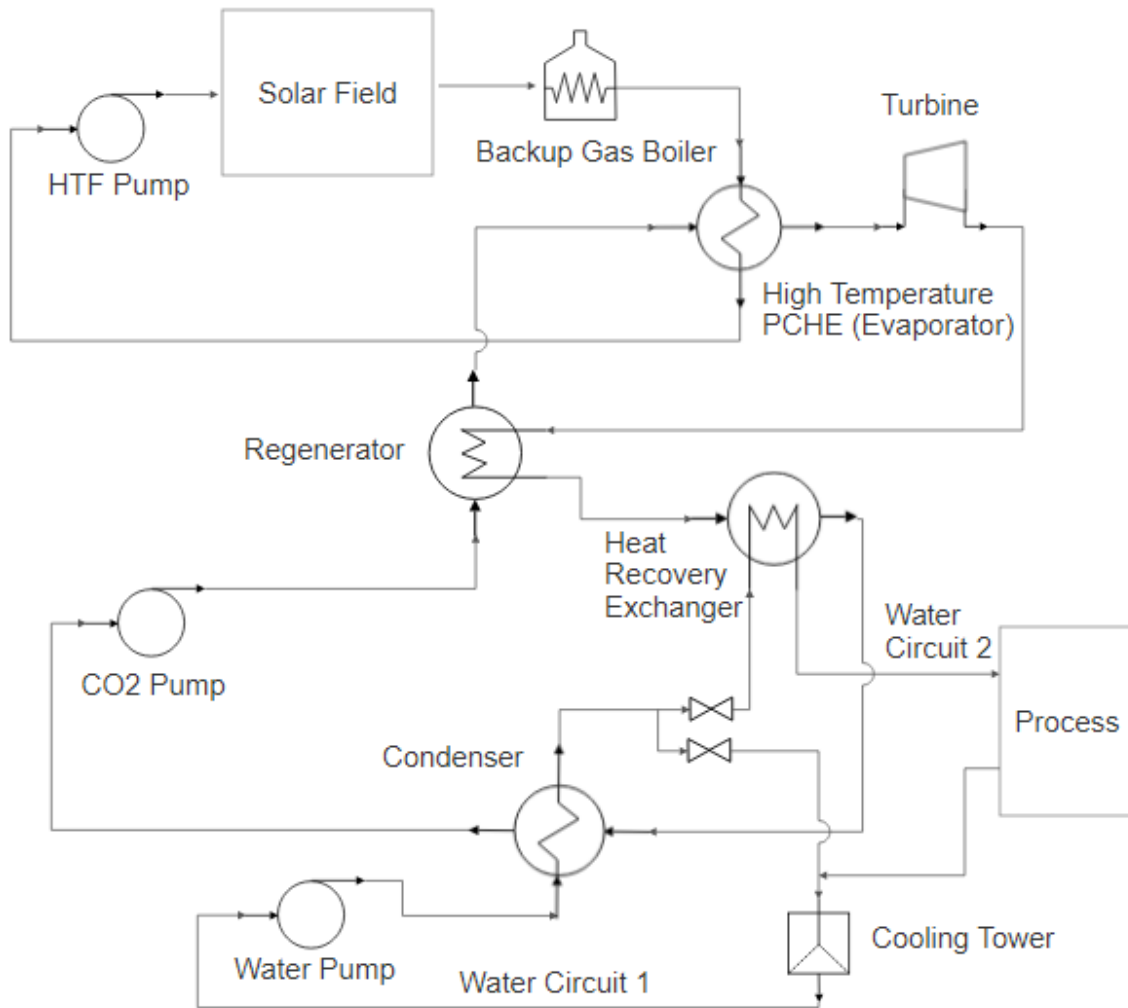 Solar Field
Turbine
Backup Gas Boiler
HTF Pump
High Temperature
PCHE (Evaporator)
Regenerator
Heat
Recovery
Exchanger
Water
Circuit 2
CO2 Pump
Process
Condenser
Cooling Tower
Water Pump
Water Circuit 1